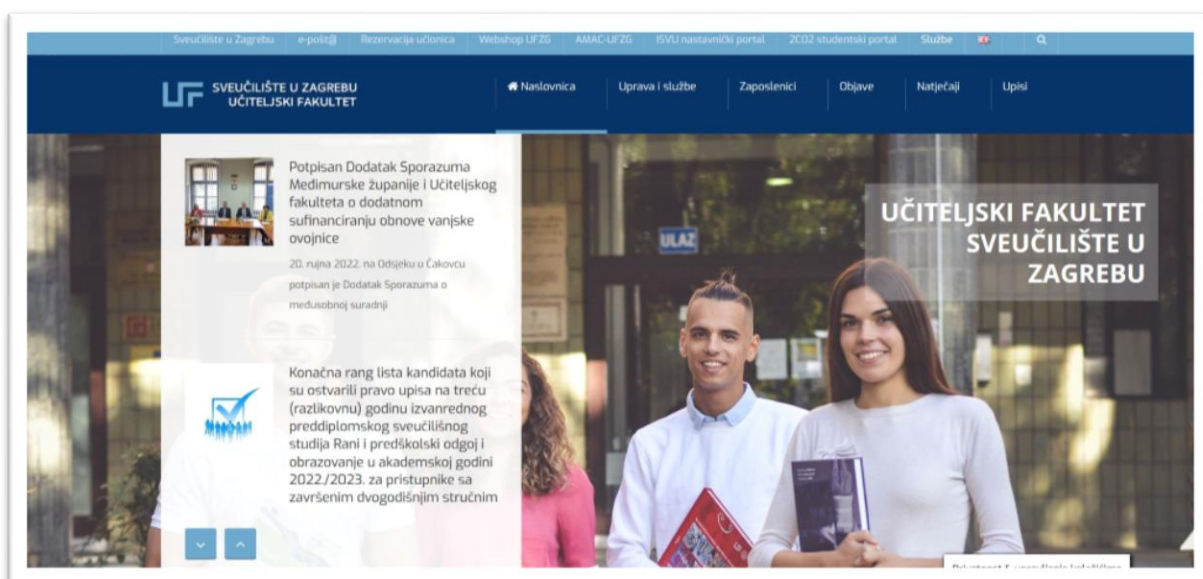 Sveučilište u Zagrebu e-pošt@ Rezervacija učionica Webshop UFZG AMAC-UFZG ISVU nastavnički portal 2CO2 studentski portal Službe
UF SVEUČILIŠTE U ZAGREBU
UČITELJSKI FAKULTET
Naslovnica Uprava i službe Zaposlenici Objave Natječaji Upisi
Potpisan Dodatak Sporazuma
Međimurske županije i Učiteljskog
fakulteta o dodatnom
sufinanciranju obnove vanjske
ovojnice
20. rujna 2022. na Odsjeku u Čakovcu
potpisan je Dodatak Sporazuma o
međusobnoj suradnji
Konačna rang lista kandidata koji
su ostvarili pravo upisa na treću
(razlikovnu) godinu izvanrednog
preddiplomskog sveučilišnog
studija Rani i predškolski odgoj i
obrazovanje u akademskoj godini
2022./2023. za pristupnike sa
završenim dvogodišnjim stručnim
ULAZ
UČITELJSKI FAKULTET
SVEUČILIŠTE U
ZAGREBU
Privatnost & upravljanje kolačićima